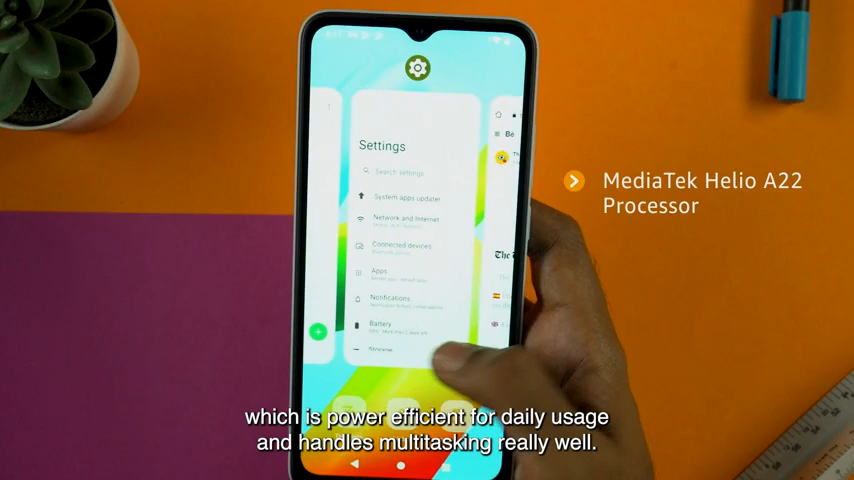 Settings
Search settings
System apps updater
Network and internet
Connected devices
Apps
Notifications
Battery
MediaTek Helio A22
Processor
which is power efficient for daily usage
and handles multitasking really well.